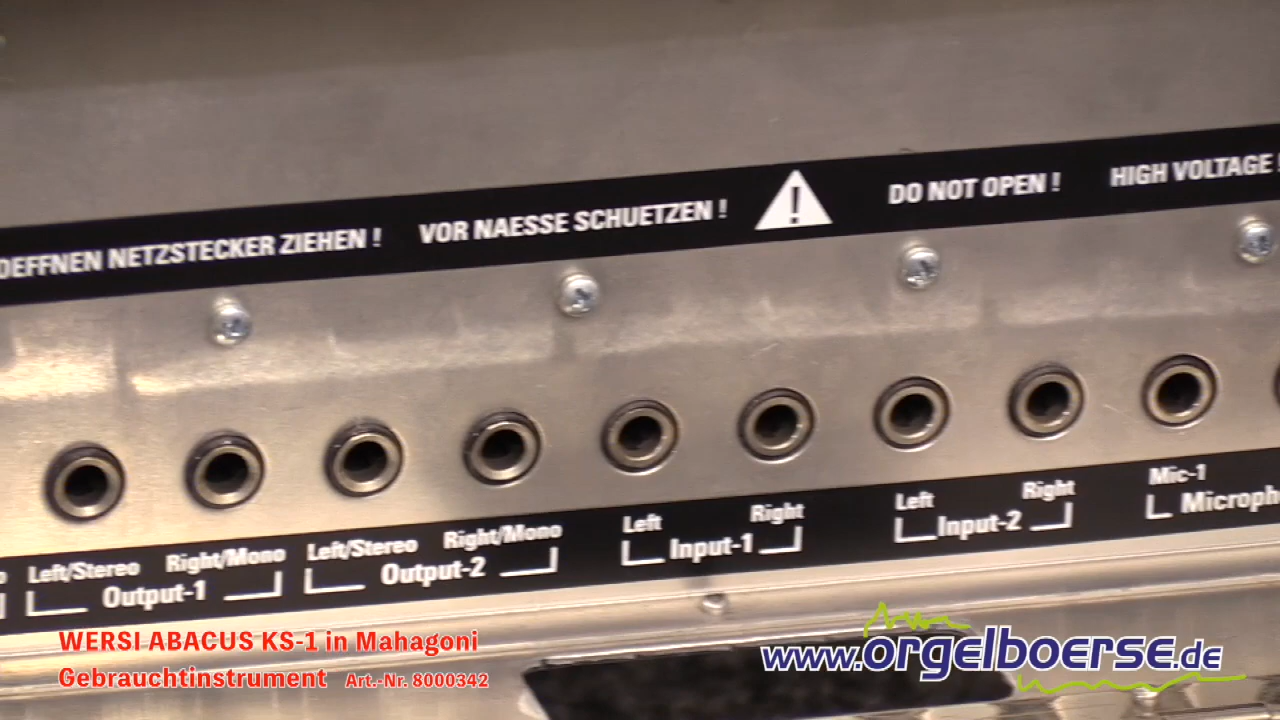 OEFFNEN NETZSTECKER ZIEHEN ! VOR NAESSE SCHUETZEN ! DO NOT OPEN ! HIGH VOLTAGE !
Left/Stereo Right/Mono Left/Stereo Right/Mono Left Right Left Right Mic-1
Output-1 Output-2 Input-1 Input-2
WERSI ABACUS KS-1 in Mahagoni
Gebrauchtinstrument Art.-Nr. 8000342
www.orgelboerse.de